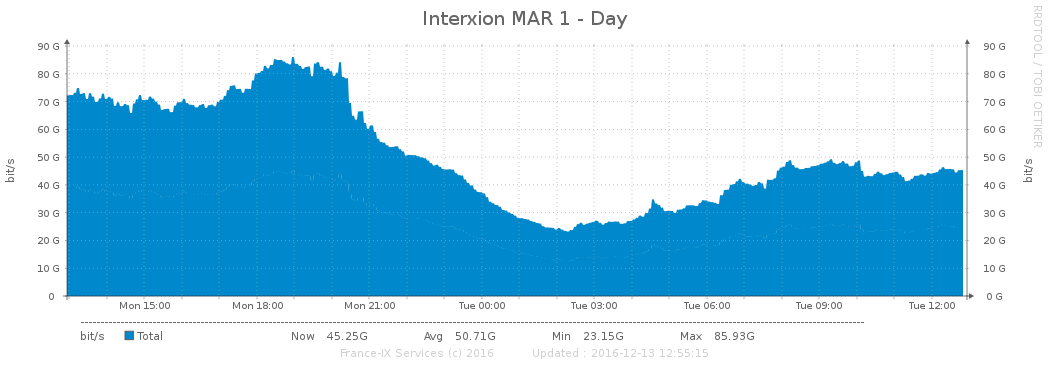 Interxion MAR 1 - Day
RRDTOOL / TOBI OETIKER
bit/s
90 G 90 G
80 G 80 G
70 G 70 G
60 G 60 G
50 G 50 G
40 G 40 G
30 G 30 G
20 G 20 G
10 G 10 G
0 0 G
bit/s
Mon 15:00 Mon 18:00 Mon 21:00 Tue 00:00 Tue 03:00 Tue 06:00 Tue 09:00 Tue 12:00
bit/s Total Now 45.25G Avg 50.71G Min 23.15G Max 85.93G
France-IX Services (c) 2016 Updated : 2016-12-13 12:55:15